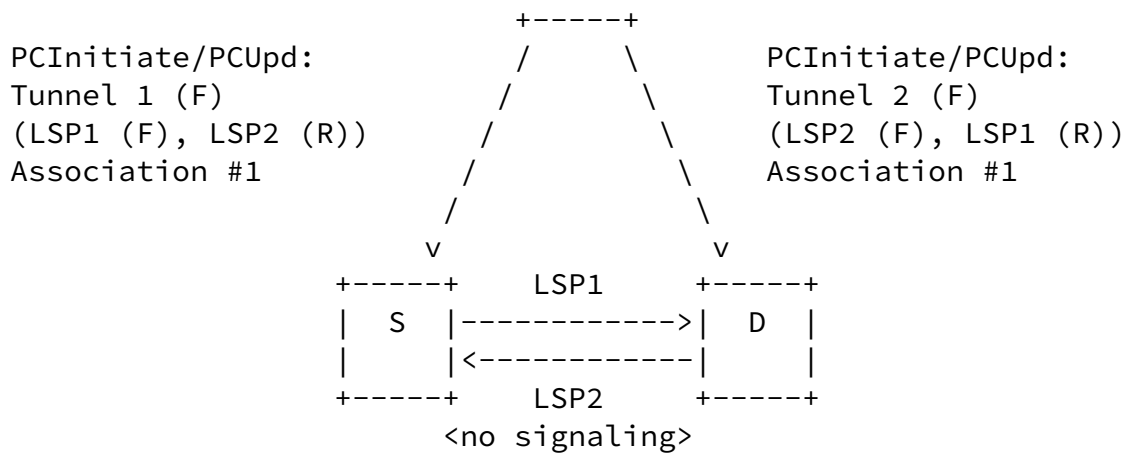 +-----+
PCInitiate/PCUpd: / \ PCInitiate/PCUpd:
Tunnel 1 (F) / \ Tunnel 2 (F)
(LSP1 (F), LSP2 (R)) / \ (LSP2 (F), LSP1 (R))
Association #1 / \ Association #1
/ \
v v
+-----+ LSP1 +-----+
| S |------------>| D |
| |<------------| |
+-----+ LSP2 +-----+
<no signaling>